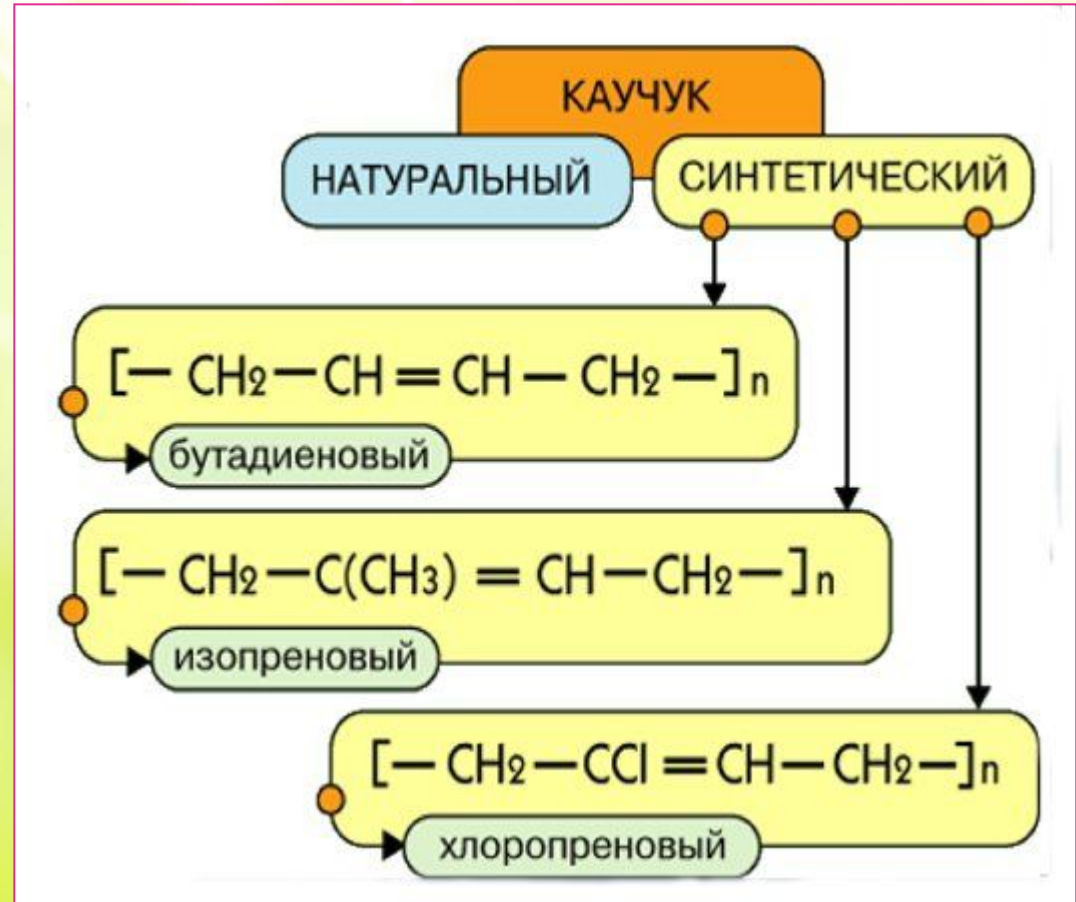 КАУЧУК
НАТУРАЛЬНЫЙ
СИНТЕТИЧЕСКИЙ
[— CH2 — CH = CH — CH2 —]n
бутадиеновый
[— CH2 — C(CH3) = CH — CH2 —]n
изопреновый
[— CH2 — CCl = CH — CH2 —]n
хлоропреновый